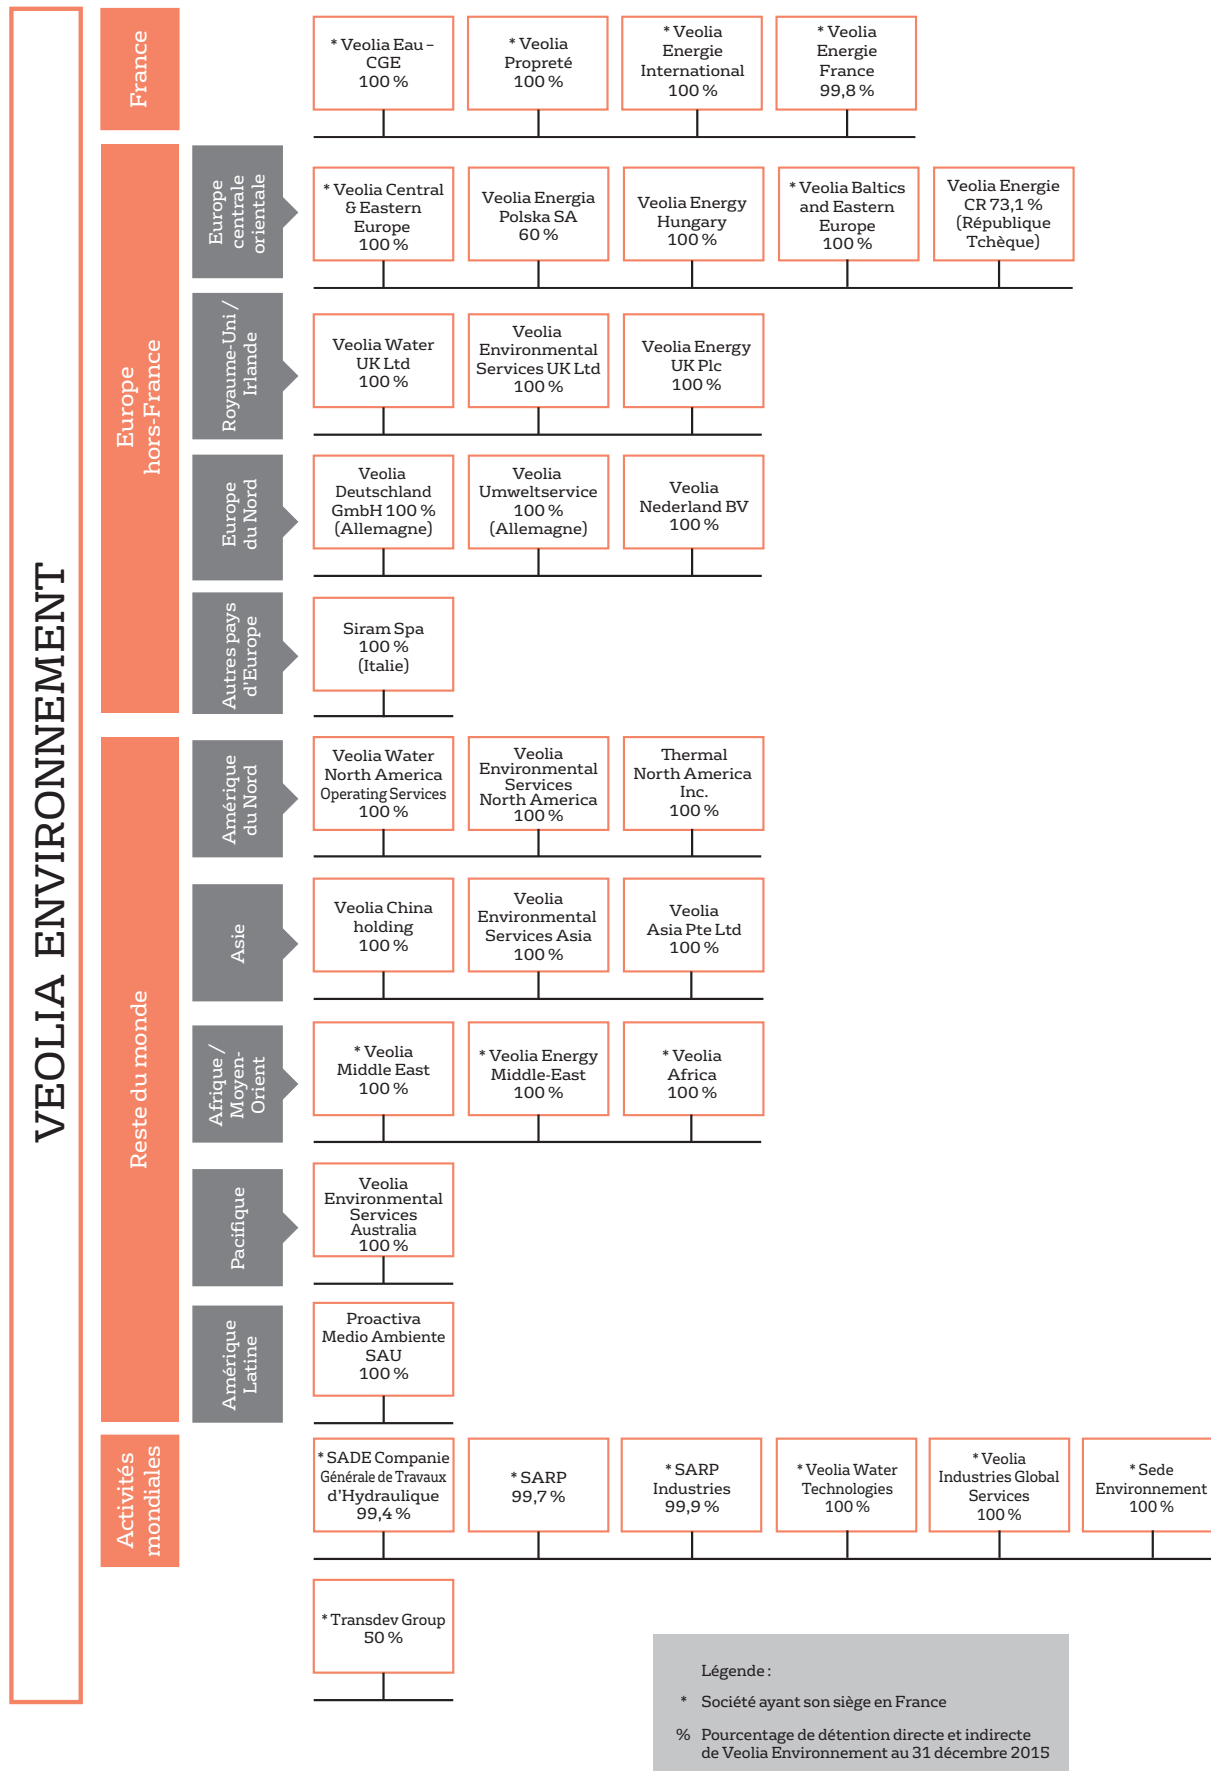 VEOLIA ENVIRONNEMENT
France
* Veolia Eau –
CGE
100 %
* Veolia
Propreté
100 %
* Veolia
Energie
International
100 %
* Veolia
Energie
France
99,8 %
Europe
hors-France
Europe
centrale
orientale
* Veolia Central
& Eastern
Europe
100 %
Veolia Energia
Polska SA
60 %
Veolia Energy
Hungary
100 %
* Veolia Baltics
and Eastern
Europe
100 %
Veolia Energie
CR 73,1 %
(République
Tchèque)
Royaume-Uni /
Irlande
Veolia Water
UK Ltd
100 %
Veolia
Environmental
Services UK Ltd
100 %
Veolia Energy
UK Plc
100 %
Europe
du Nord
Veolia
Deutschland
GmbH 100 %
(Allemagne)
Veolia
Umweltservice
100 %
(Allemagne)
Veolia
Nederland BV
100 %
Autres pays
d'Europe
Siram Spa
100 %
(Italie)
Reste du monde
Amérique
du Nord
Veolia Water
North America
Operating Services
100 %
Veolia
Environmental
Services
North America
100 %
Thermal
North America
Inc.
100 %
Asie
Veolia China
holding
100 %
Veolia
Environmental
Services Asia
100 %
Veolia
Asia Pte Ltd
100 %
Afrique /
Moyen-
Orient
* Veolia
Middle East
100 %
* Veolia Energy
Middle-East
100 %
* Veolia
Africa
100 %
Pacifique
Veolia
Environmental
Services
Australia
100 %
Amérique
Latine
Proactiva
Medio Ambiente
SAU
100 %
Activités
mondiales
* SADE Companie
Générale de Travaux
d'Hydraulique
99,4 %
* SARP
99,7 %
* SARP
Industries
99,9 %
* Veolia Water
Technologies
100 %
* Veolia
Industries Global
Services
100 %
* Sede
Environnement
100 %
* Transdev Group
50 %
Légende :
* Société ayant son siège en France
% Pourcentage de détention directe et indirecte
de Veolia Environnement au 31 décembre 2015